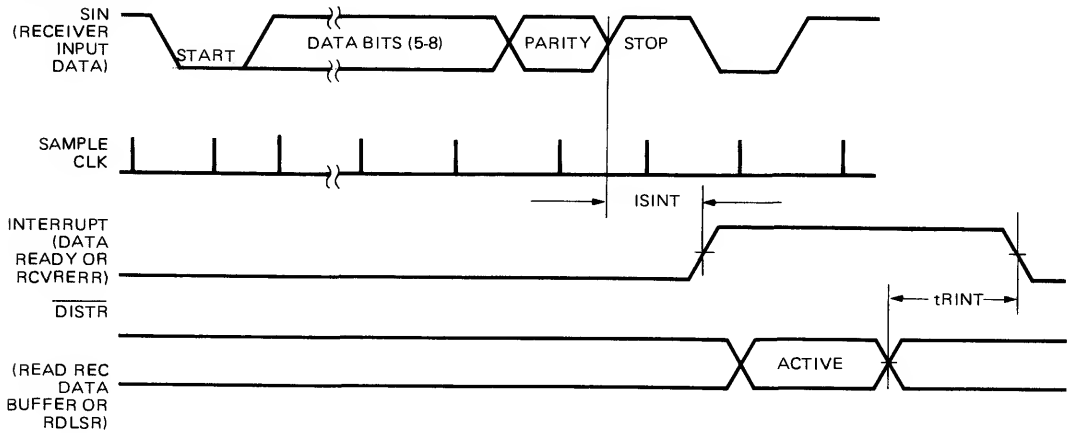 SIN
(RECEIVER
INPUT
DATA)
START
DATA BITS (5-8)
PARITY
STOP
SAMPLE
CLK
ISINT
INTERRUPT
(DATA
READY OR
RCVRERR)
tRINT
DISTR
ACTIVE
(READ REC
DATA
BUFFER OR
RDLSR)